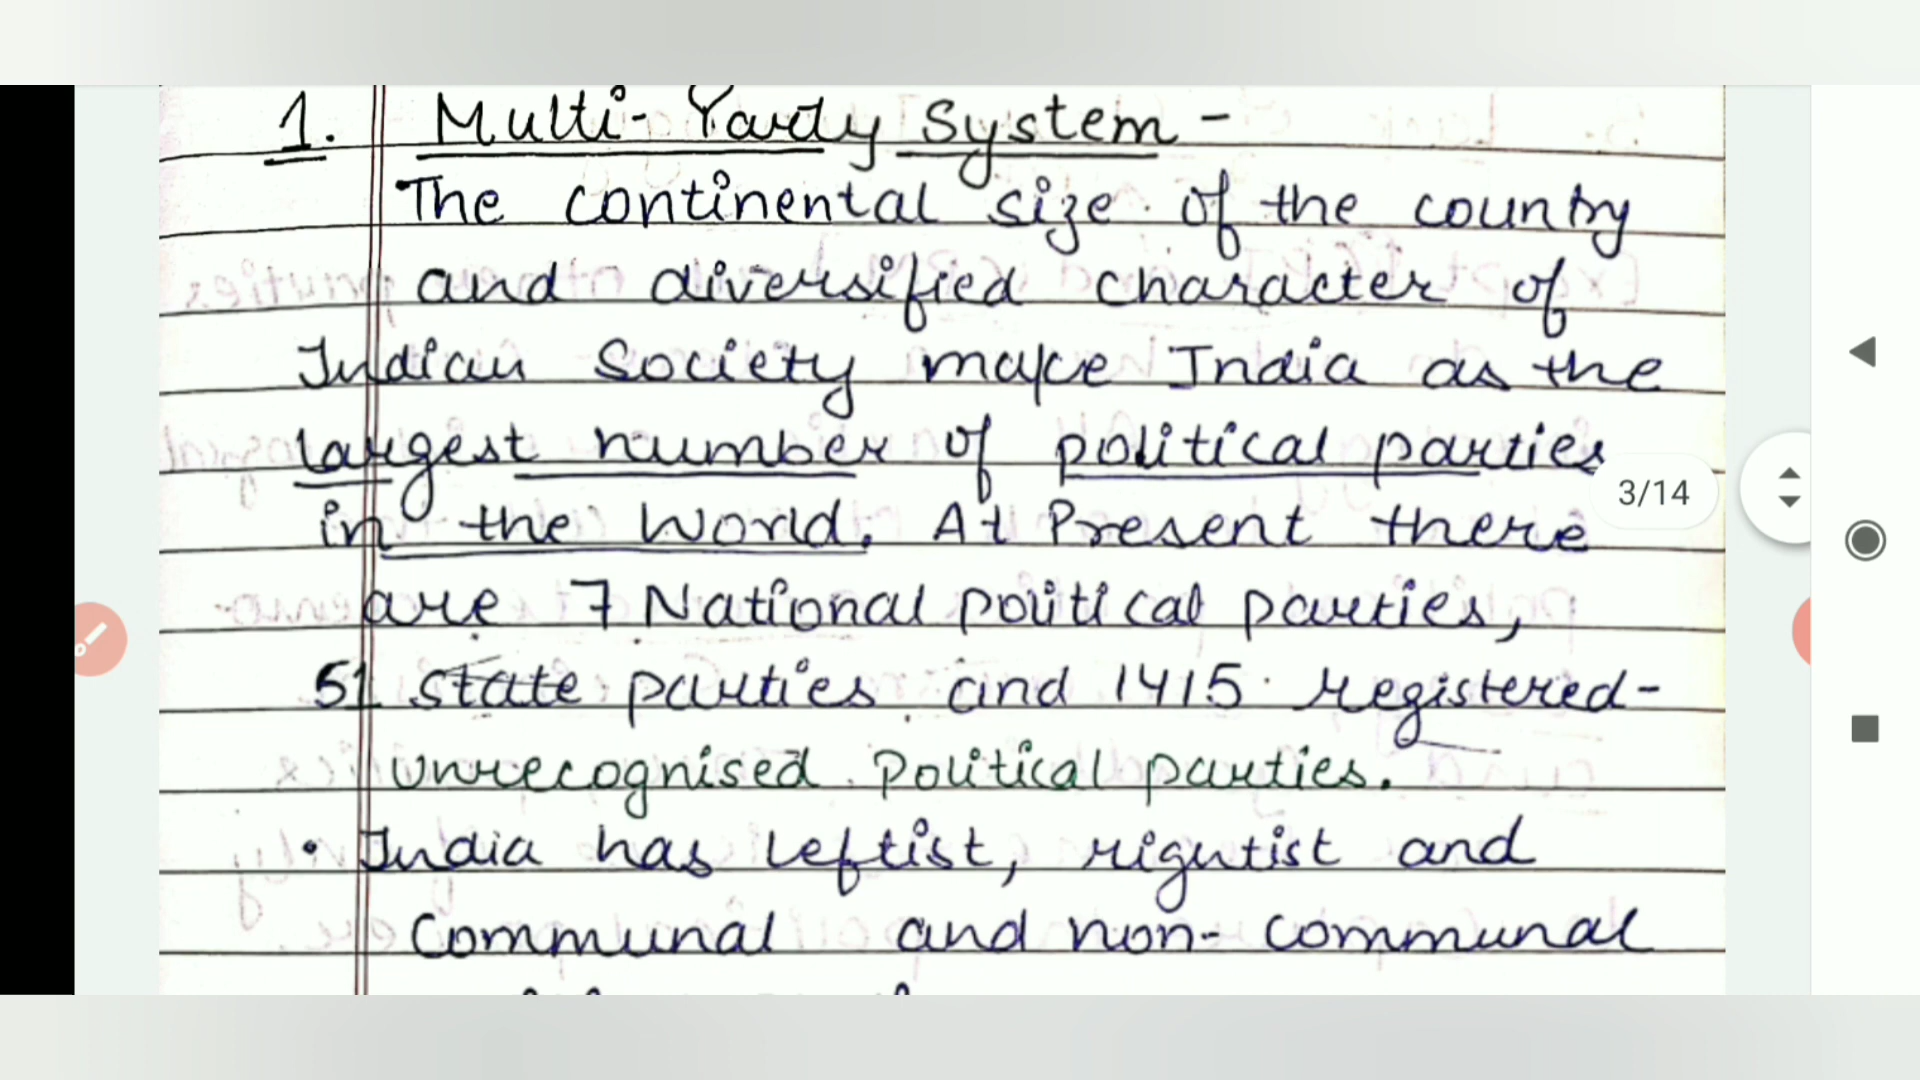 1. Multi-Party System -
The continental size of the country
and diversified character of
Indian Society make India as the
largest number of political parties
in the World. At Present there
are 7 National political parties,
3/14
51 state parties and 1415 registered-
unrecognised political parties.
• India has leftist, rigutist and
Communal and non-communal